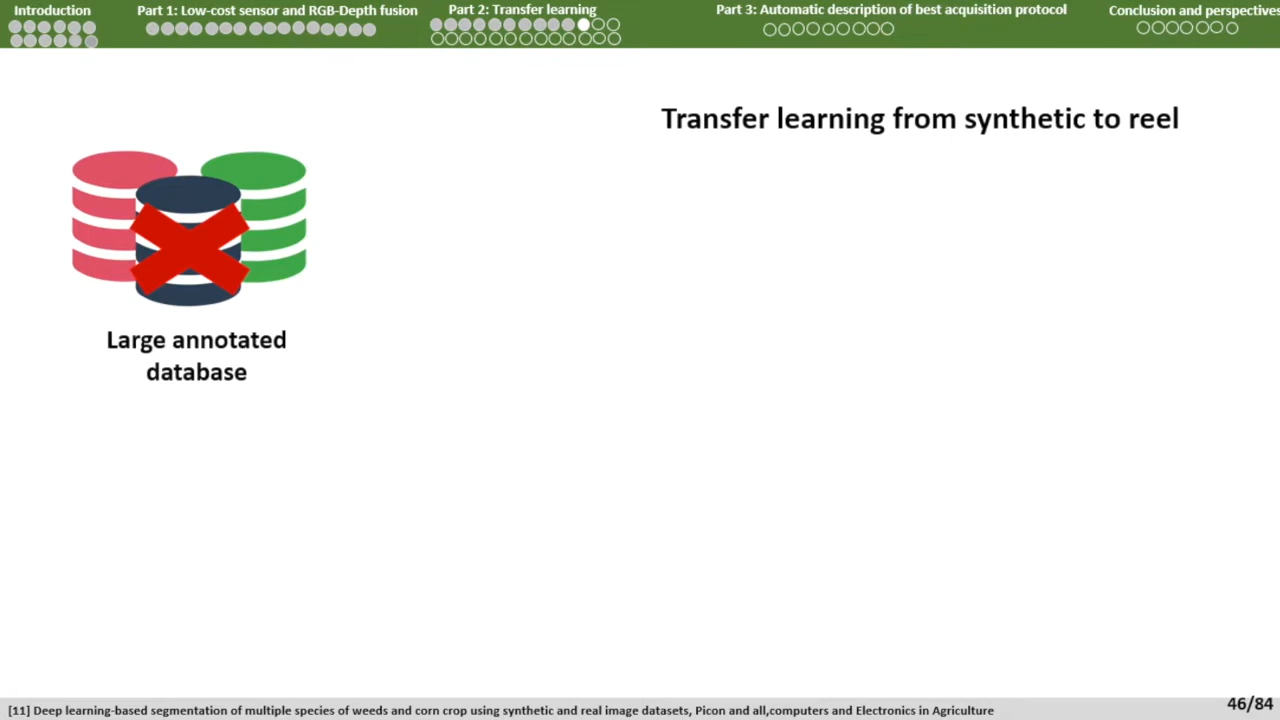 Introduction
Part 1: Low-cost sensor and RGB-Depth fusion
Part 2: Transfer learning
Part 3: Automatic description of best acquisition protocol
Conclusion and perspectives
Transfer learning from synthetic to reel
Large annotated
database
[11] Deep learning-based segmentation of multiple species of weeds and corn crop using synthetic and real image datasets, Picon and all,computers and Electronics in Agriculture
46/84